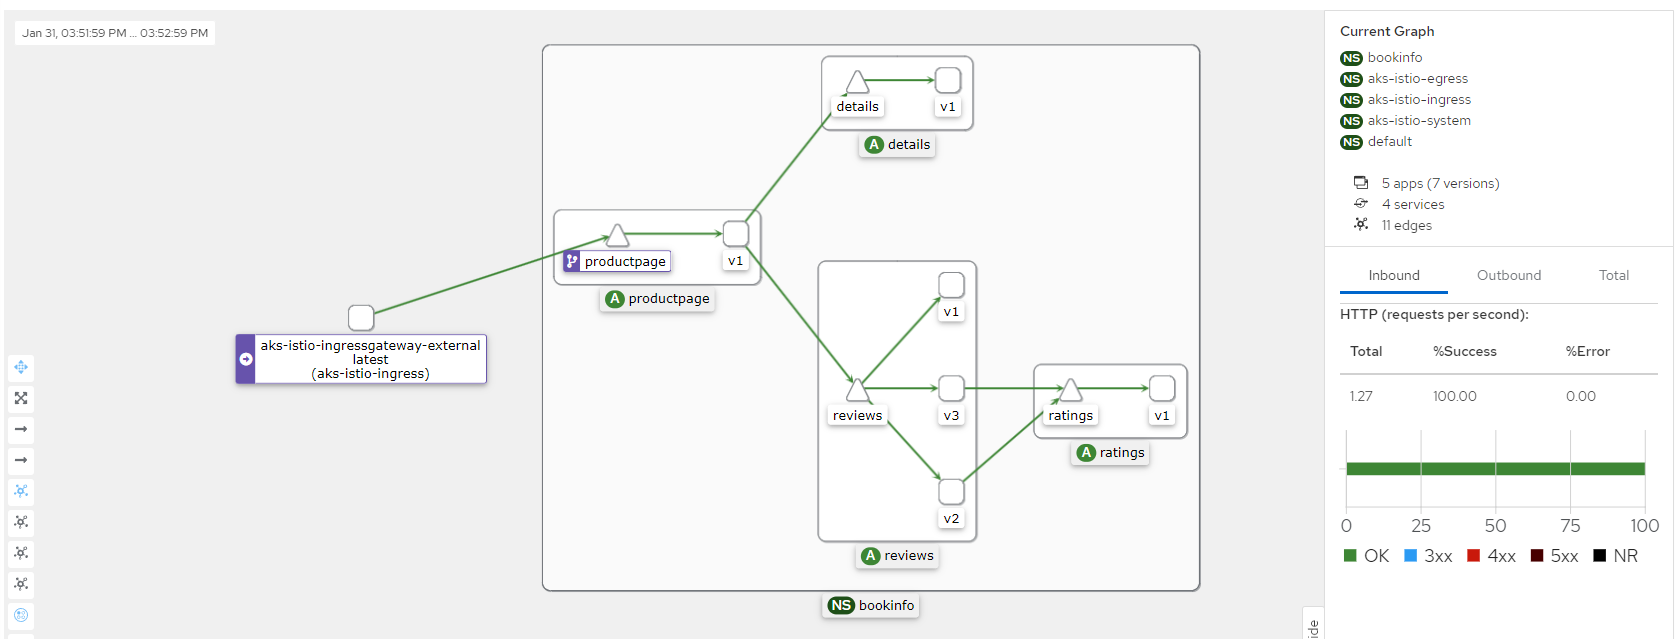 Jan 31, 03:51:59 PM ... 03:52:59 PM
details
v1
A details
productpage
v1
A productpage
aks-istio-ingressgateway-external
latest
(aks-istio-ingress)
v1
reviews
v3
v2
A reviews
ratings
v1
A ratings
NS bookinfo
Current Graph
NS bookinfo
NS aks-istio-egress
NS aks-istio-ingress
NS aks-istio-system
NS default
5 apps (7 versions)
4 services
11 edges
Inbound Outbound Total
HTTP (requests per second):
Total %Success %Error
1.27 100.00 0.00
0 25 50 75 100
OK 3xx 4xx 5xx NR